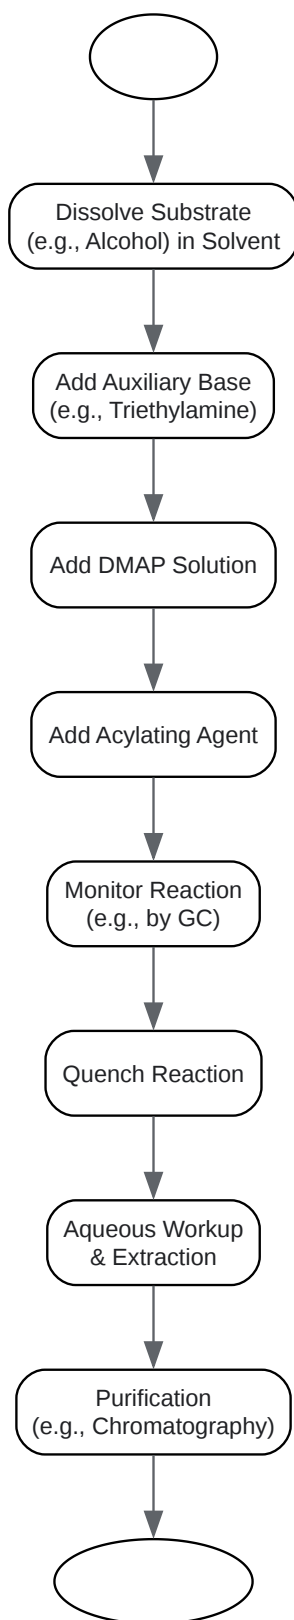 Dissolve Substrate
(e.g., Alcohol) in Solvent
Add Auxiliary Base
(e.g., Triethylamine)
Add DMAP Solution
Add Acylating Agent
Monitor Reaction
(e.g., by GC)
Quench Reaction
Aqueous Workup
& Extraction
Purification
(e.g., Chromatography)